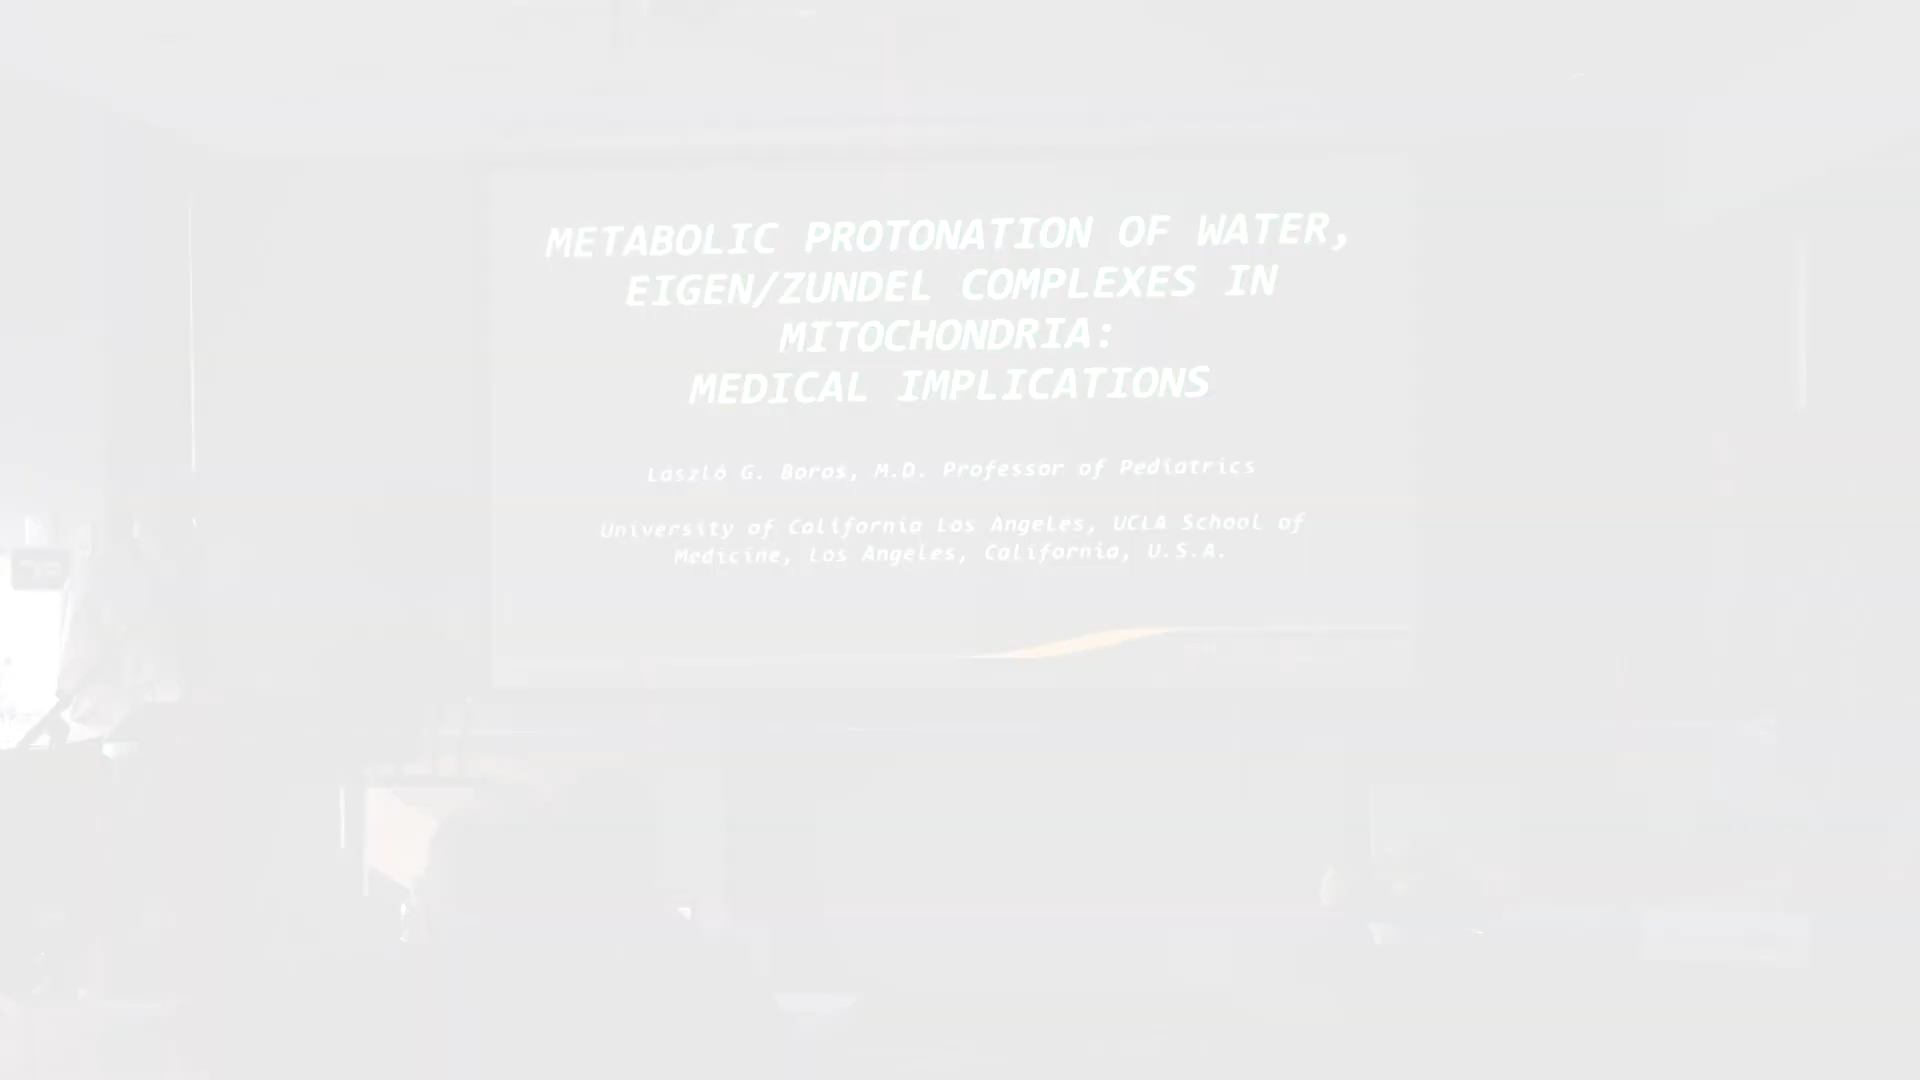 METABOLIC PROTONATION OF WATER,
EIGEN/ZUNDEL COMPLEXES IN
MITOCHONDRIA:
MEDICAL IMPLICATIONS
László G. Boros, M.D. Professor of Pediatrics
University of California Los Angeles, UCLA School of
Medicine, Los Angeles, California, U.S.A.